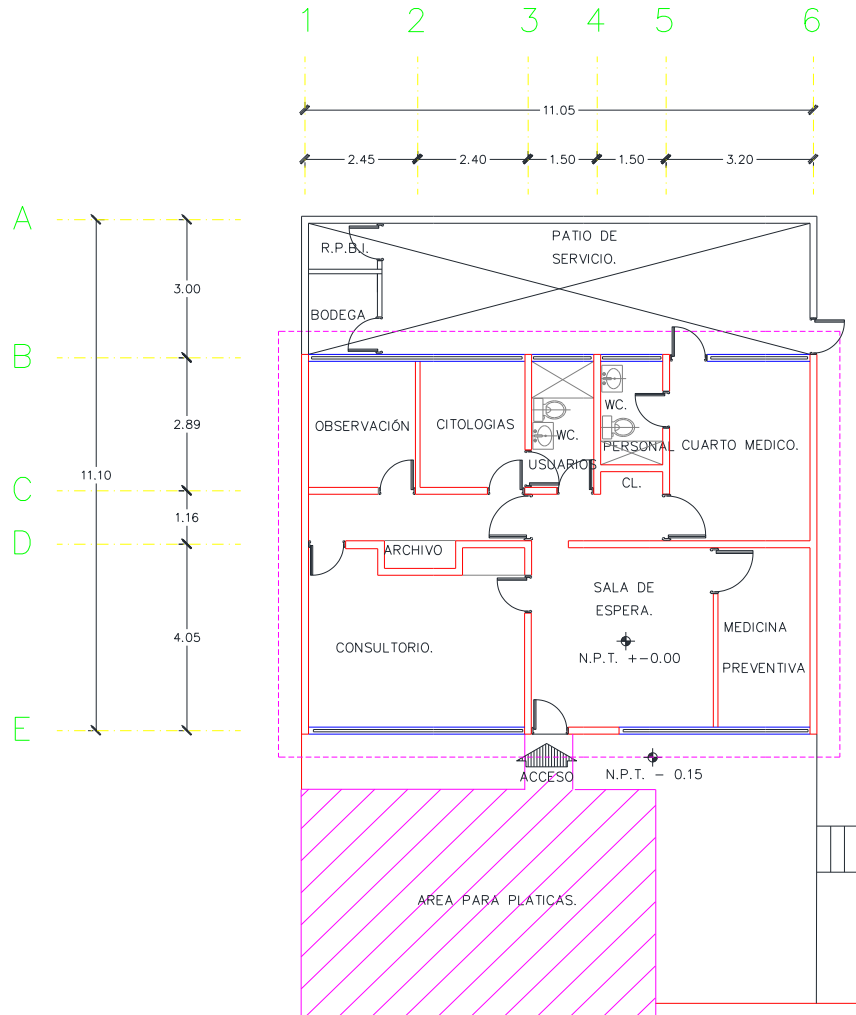 1 2 3 4 5 6
11.05
2.45 2.40 1.50 1.50 3.20
A
PATIO DE
SERVICIO.
R.P.B.I.
3.00
BODEGA
B
WC.
2.89
OBSERVACIÓN
CITOLOGIAS
WC.
PERSONAL
CUARTO MEDICO.
USUARIOS
11.10
CL.
C
1.16
D
ARCHIVO
SALA DE
ESPERA.
4.05
MEDICINA
PREVENTIVA
CONSULTORIO.
N.P.T. +-0.00
E
ACCESO
N.P.T. - 0.15
AREA PARA PLATICAS.